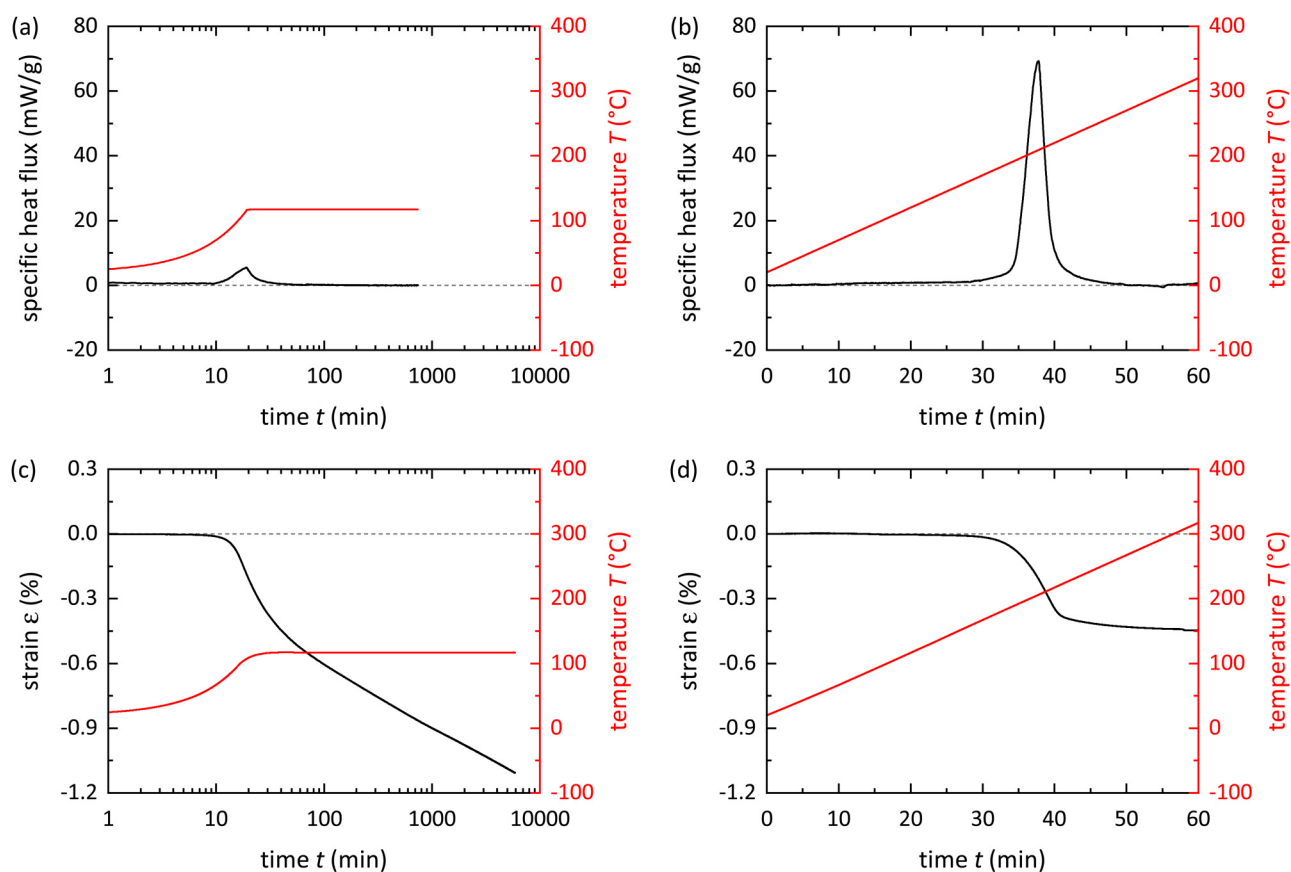 (a)
80
60
40
20
0
-20
specific heat flux (mW/g)
400
300
200
100
0
-100
temperature T (°C)
1 10 100 1000 10000
time t (min)
(b)
80
60
40
20
0
-20
specific heat flux (mW/g)
400
300
200
100
0
-100
temperature T (°C)
0 10 20 30 40 50 60
time t (min)
(c)
0.3
0.0
-0.3
-0.6
-0.9
-1.2
strain ε (%)
400
300
200
100
0
-100
temperature T (°C)
1 10 100 1000 10000
time t (min)
(d)
0.3
0.0
-0.3
-0.6
-0.9
-1.2
strain ε (%)
400
300
200
100
0
-100
temperature T (°C)
0 10 20 30 40 50 60
time t (min)